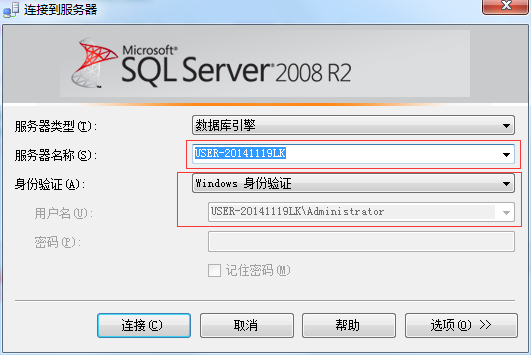 连接到服务器
Microsoft
SQL Server 2008 R2
服务器类型(T): 数据库引擎
服务器名称(S): USER-20141119LK
身份验证(A): Windows 身份验证
用户名(U): USER-20141119LK\Administrator
密码(P):
记住密码(M)
连接(C) 取消 帮助 选项(O) >>